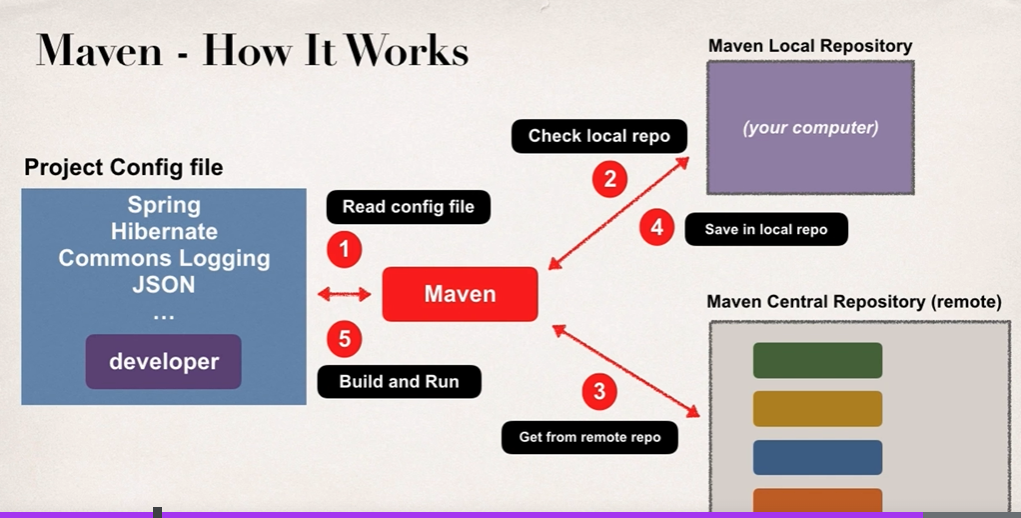 Maven - How It Works
Maven Local Repository
(your computer)
Check local repo
2
4
Save in local repo
Project Config file
Spring
Hibernate
Commons Logging
JSON
...
developer
Read config file
1
Maven
5
Build and Run
Maven Central Repository (remote)
3
Get from remote repo